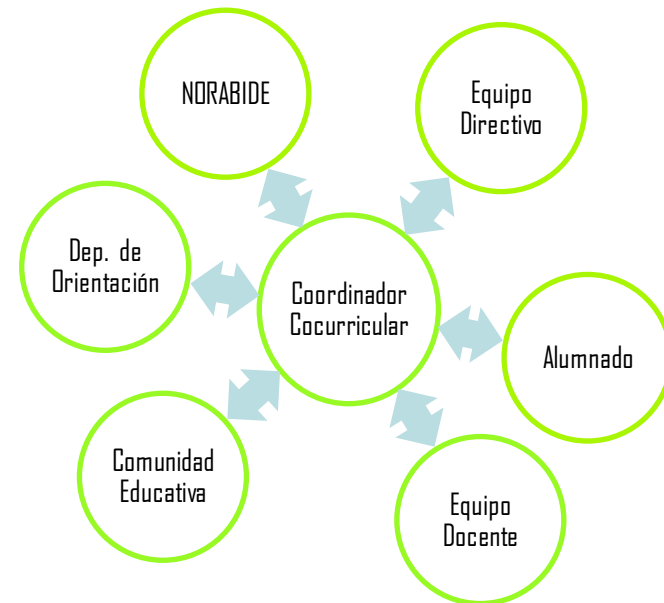 NORABIDE
Equipo
Directivo
Dep. de
Orientación
Coordinador
Cocurricular
Alumnado
Comunidad
Educativa
Equipo
Docente